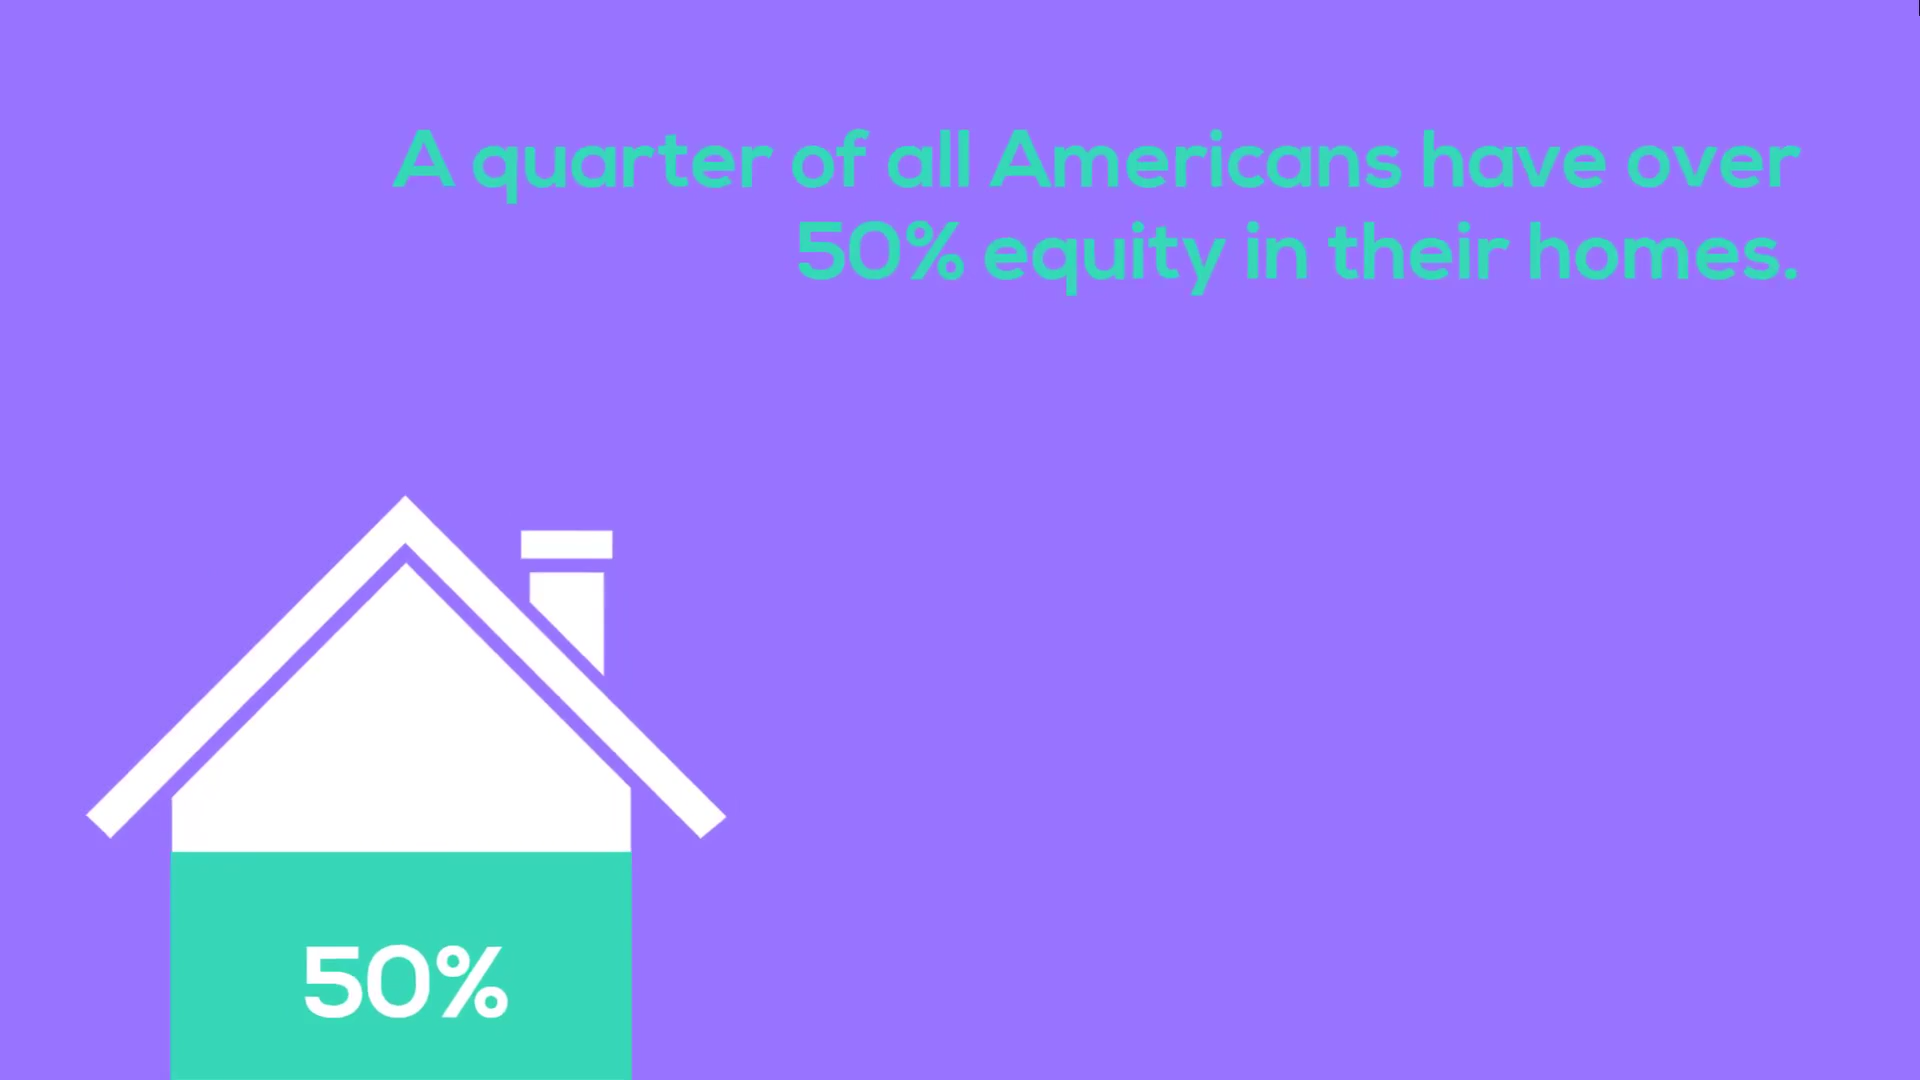 A quarter of all Americans have over
50% equity in their homes.
50%